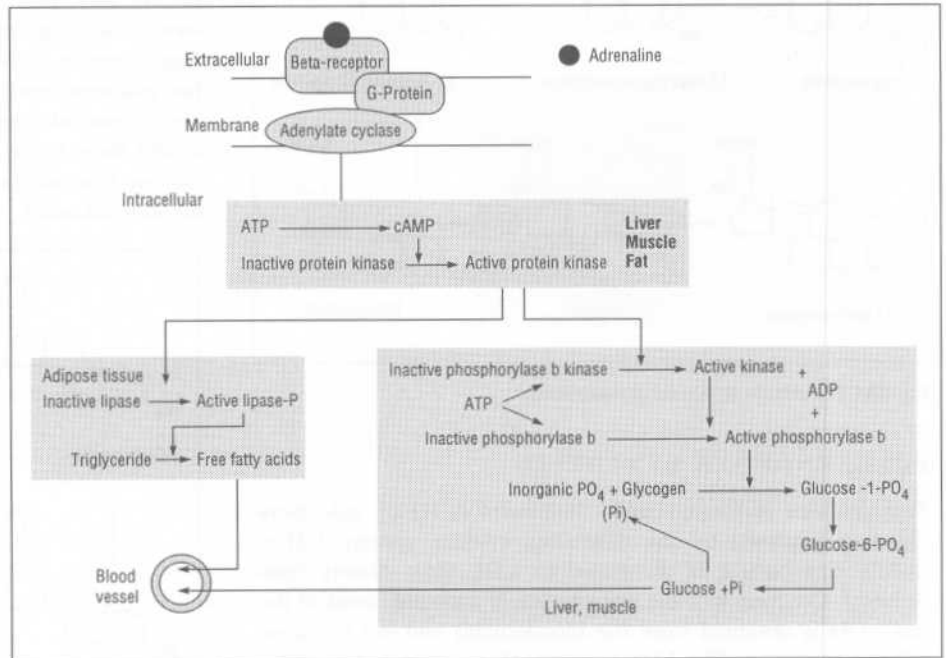 Extracellular
Beta-receptor
Adrenaline
G-Protein
Membrane
Adenylate cyclase
Intracellular
ATP
cAMP
Liver
Muscle
Fat
Inactive protein kinase
Active protein kinase
Adipose tissue
Inactive lipase
Active lipase-P
Triglyceride
Free fatty acids
Inactive phosphorylase b kinase
Active kinase
+
ADP
+
ATP
Inactive phosphorylase b
Active phosphorylase b
Inorganic PO₄ + Glycogen
(Pi)
Glucose -1-PO₄
Glucose-6-PO₄
Glucose +Pi
Liver, muscle
Blood
vessel